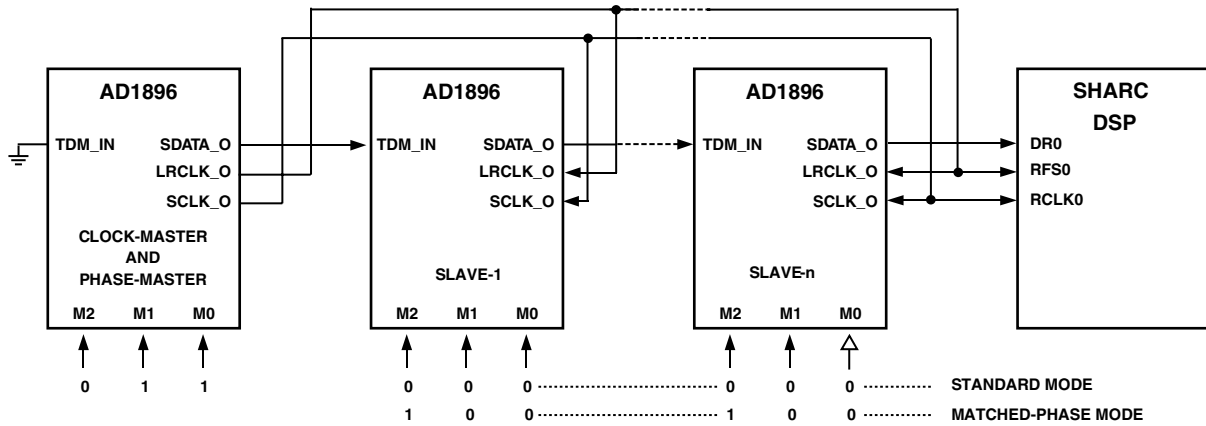 AD1896
TDM_IN SDATA_O
LRCLK_O
SCLK_O
CLOCK-MASTER
AND
PHASE-MASTER
M2 M1 M0
0 1 1
AD1896
TDM_IN SDATA_O
LRCLK_O
SCLK_O
SLAVE-1
M2 M1 M0
AD1896
TDM_IN SDATA_O
LRCLK_O
SCLK_O
SLAVE-n
M2 M1 M0
SHARC
DSP
DR0
RFS0
RCLK0
0 0 0 0 0 0 STANDARD MODE
1 0 0 1 0 0 MATCHED-PHASE MODE